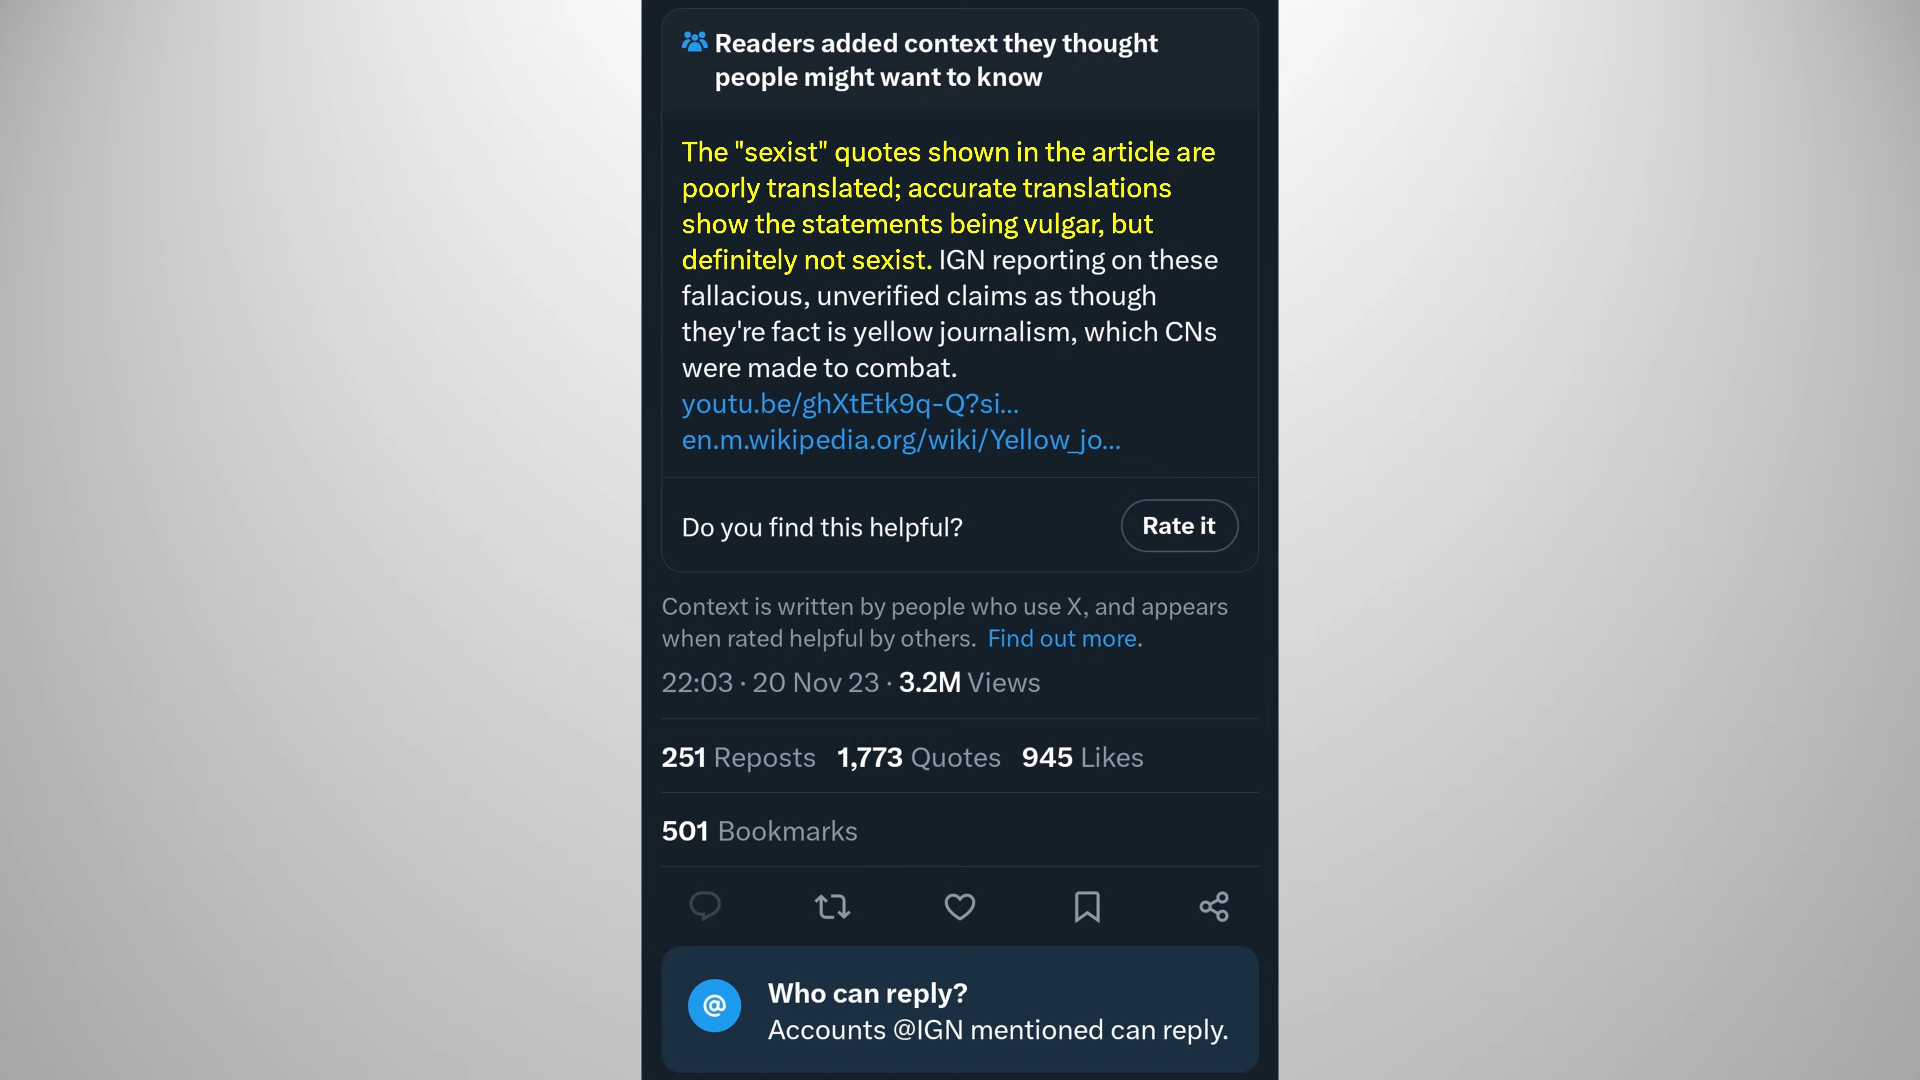 Readers added context they thought
people might want to know
The "sexist" quotes shown in the article are
poorly translated; accurate translations
show the statements being vulgar, but
definitely not sexist. IGN reporting on these
fallacious, unverified claims as though
they're fact is yellow journalism, which CNs
were made to combat.
youtu.be/ghXtEtk9q-Q?si...
en.m.wikipedia.org/wiki/Yellow_jo...
Do you find this helpful? Rate it
Context is written by people who use X, and appears
when rated helpful by others. Find out more.
22:03 · 20 Nov 23 · 3.2M Views
251 Reposts 1,773 Quotes 945 Likes
501 Bookmarks
@ Who can reply?
Accounts @IGN mentioned can reply.